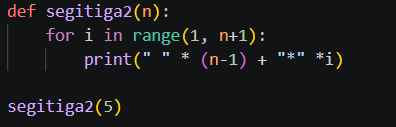 def segitiga2(n):
    for i in range(1, n+1):
        print(" " * (n-1) + "*" *i)

segitiga2(5)